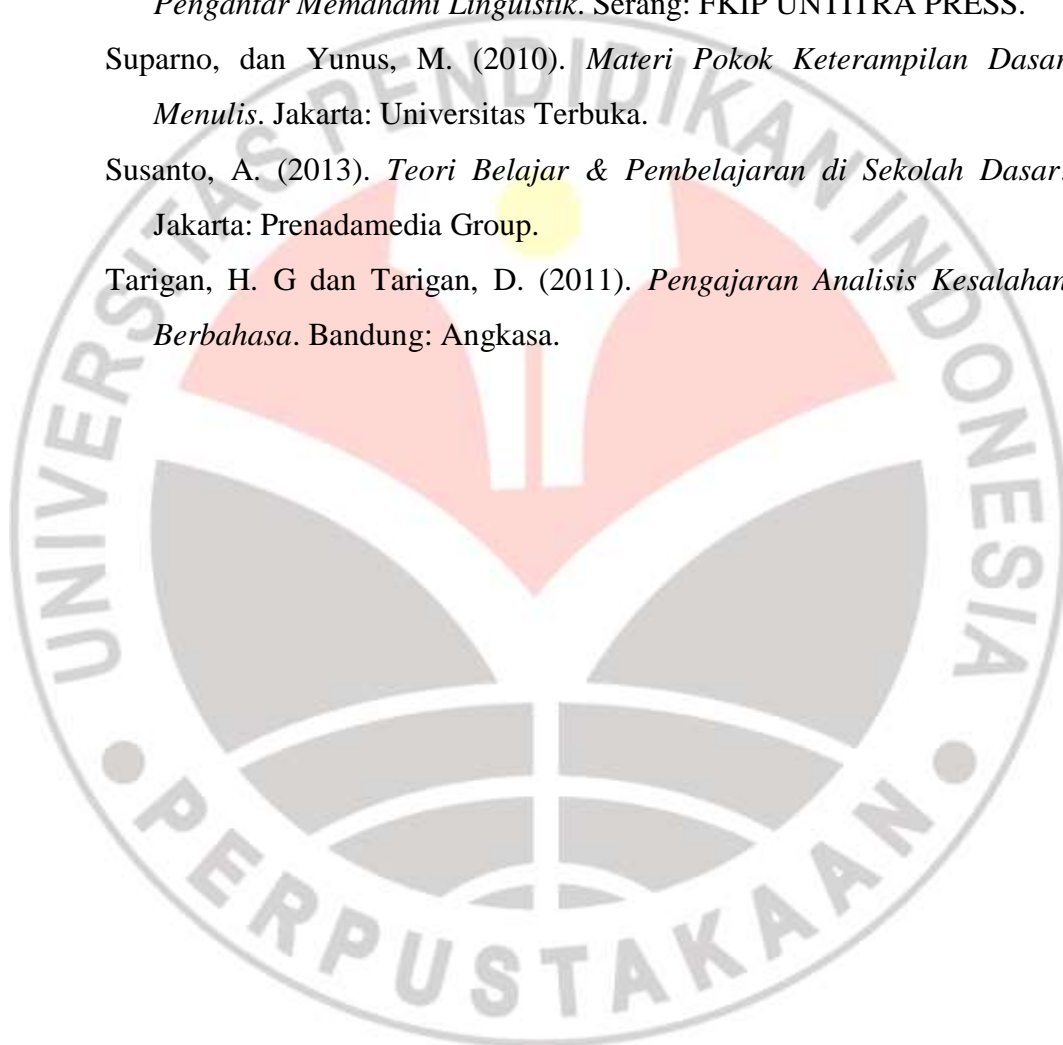 Pengantar Memahami Linguistik. Serang: FKIP UNTITRA PRESS.
Suparno, dan Yunus, M. (2010). Materi Pokok Keterampilan Dasar
Menulis. Jakarta: Universitas Terbuka.
Susanto, A. (2013). Teori Belajar & Pembelajaran di Sekolah Dasar.
Jakarta: Prenadamedia Group.
Tarigan, H. G dan Tarigan, D. (2011). Pengajaran Analisis Kesalahan
Berbahasa. Bandung: Angkasa.
UNIVERSITAS PENDIDIKAN INDONESIA
PERPUSTAKAAN